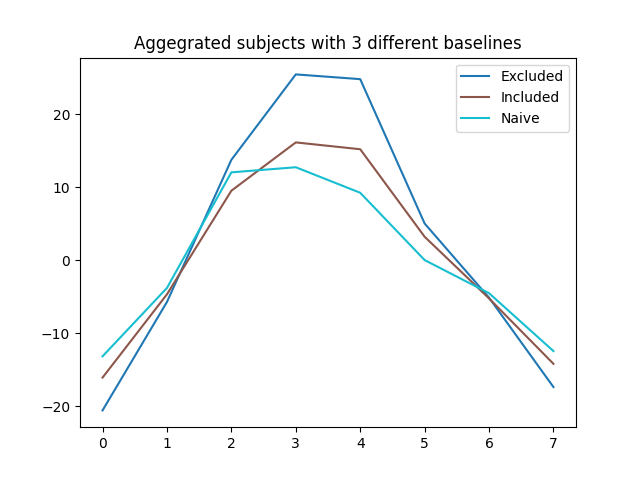 Aggegrated subjects with 3 different baselines
Excluded
Included
Naive
20
10
0
−10
−20
0 1 2 3 4 5 6 7